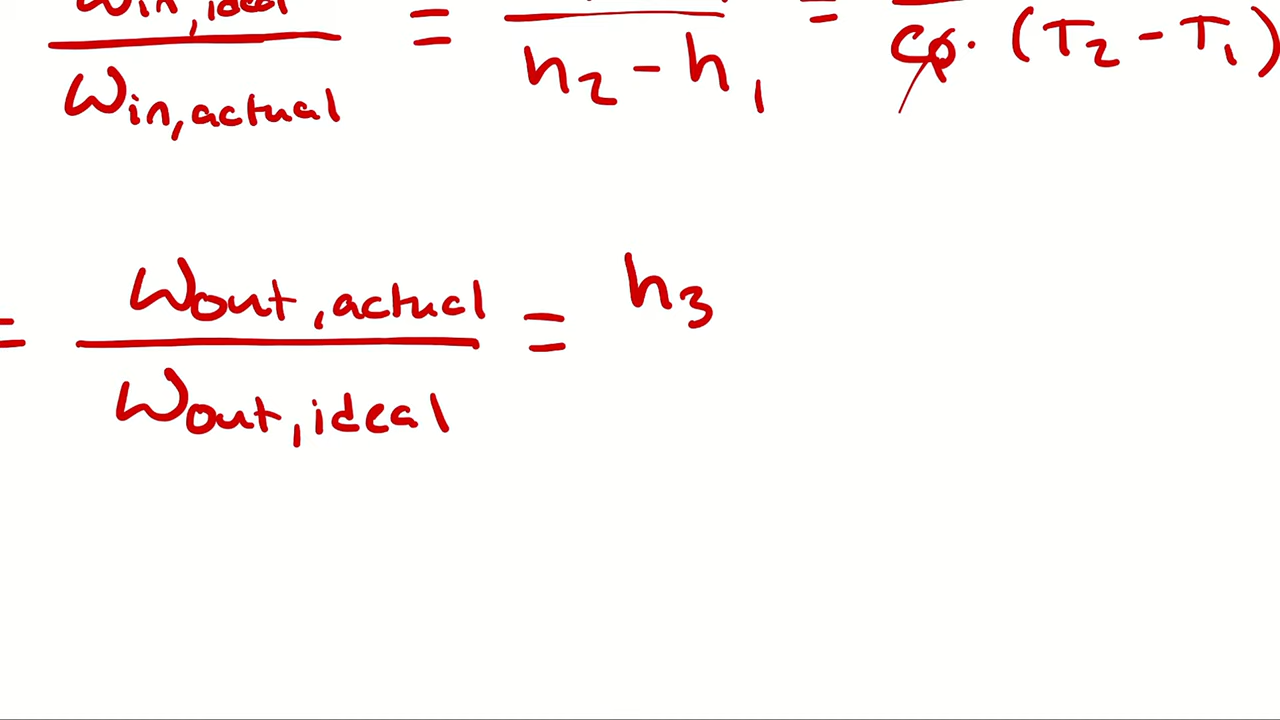 win,ideal
= =
cp·(T2-T1)
h2-h1
win,actual
h3
wout,actual
= =
wout,ideal